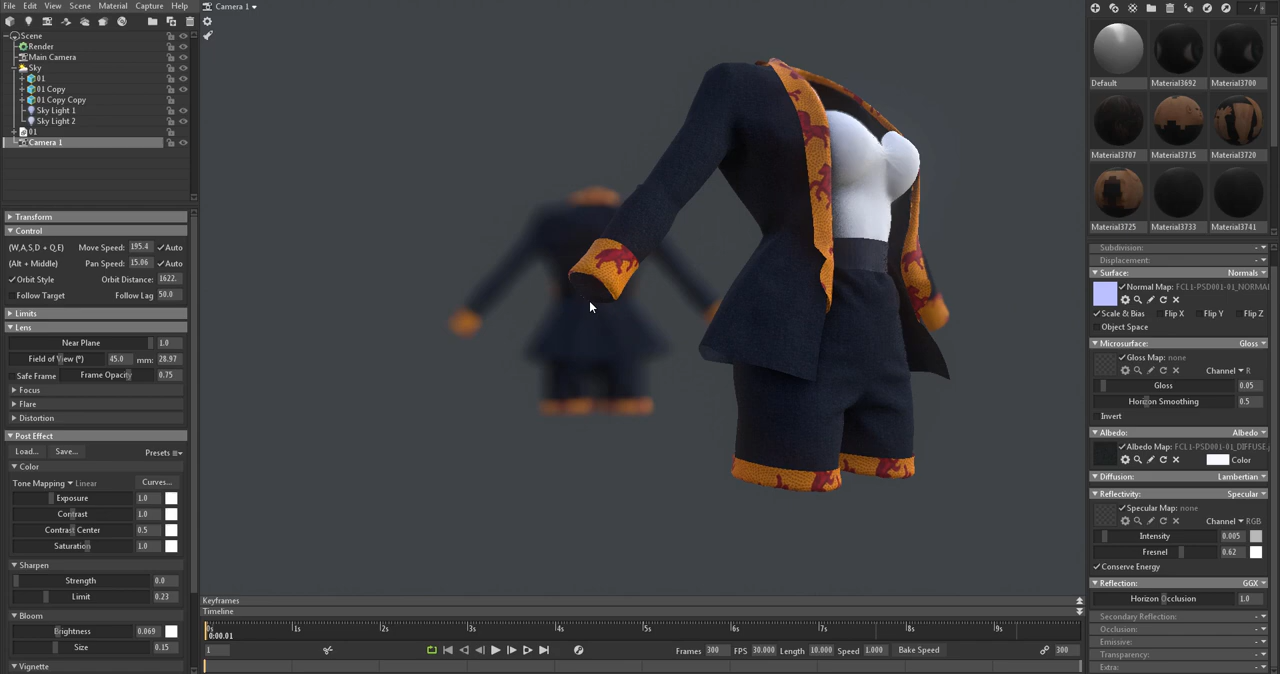 File Edit View Scene Material Capture Help
Camera 1
Scene
Render
Main Camera
Sky
01
01 Copy
01 Copy Copy
Sky Light 1
Sky Light 2
01
Camera 1
Transform
Control
(W,A,S,D + Q,E) Move Speed: 195.4 Auto
(Alt + Middle) Pan Speed: 15.06 Auto
Orbit Style Orbit Distance: 1622.
Follow Target Follow Lag 50.0
Limits
Lens
Near Plane 1.0
Field of View (°) 45.0 mm: 28.97
Safe Frame Frame Opacity 0.75
Focus
Flare
Distortion
Post Effect
Load... Save... Presets
Color
Tone Mapping Linear Curves...
Exposure 1.0
Contrast 1.0
Contrast Center 0.5
Saturation 1.0
Sharpen
Strength 0.0
Limit 0.23
Bloom
Brightness 0.069
Size 0.15
Vignette
Keyframes
Timeline
0s 1s 2s 3s 4s 5s 6s 7s 8s 9s
0:00.01
1 Frames 300 FPS 30.000 Length 10.000 Speed 1.000 Bake Speed 300
- / -
Default Material3692 Material3700
Material3707 Material3715 Material3720
Material3725 Material3733 Material3741
Subdivision: -
Displacement: -
Surface: Normals
Normal Map: FCL1-PSD001-01_NORMA
Scale & Bias Flip X Flip Y Flip Z
Object Space
Microsurface: Gloss
Gloss Map: none
Channel R
Gloss 0.05
Horizon Smoothing 0.5
Invert
Albedo: Albedo
Albedo Map: FCL1-PSD001-01_DIFFUSE.j
Color
Diffusion: Lambertian
Reflectivity: Specular
Specular Map: none
Channel RGB
Intensity 0.005
Fresnel 0.62
Conserve Energy
Reflection: GGX
Horizon Occlusion 1.0
Secondary Reflection: -
Occlusion: -
Emissive: -
Transparency: -
Extra: -